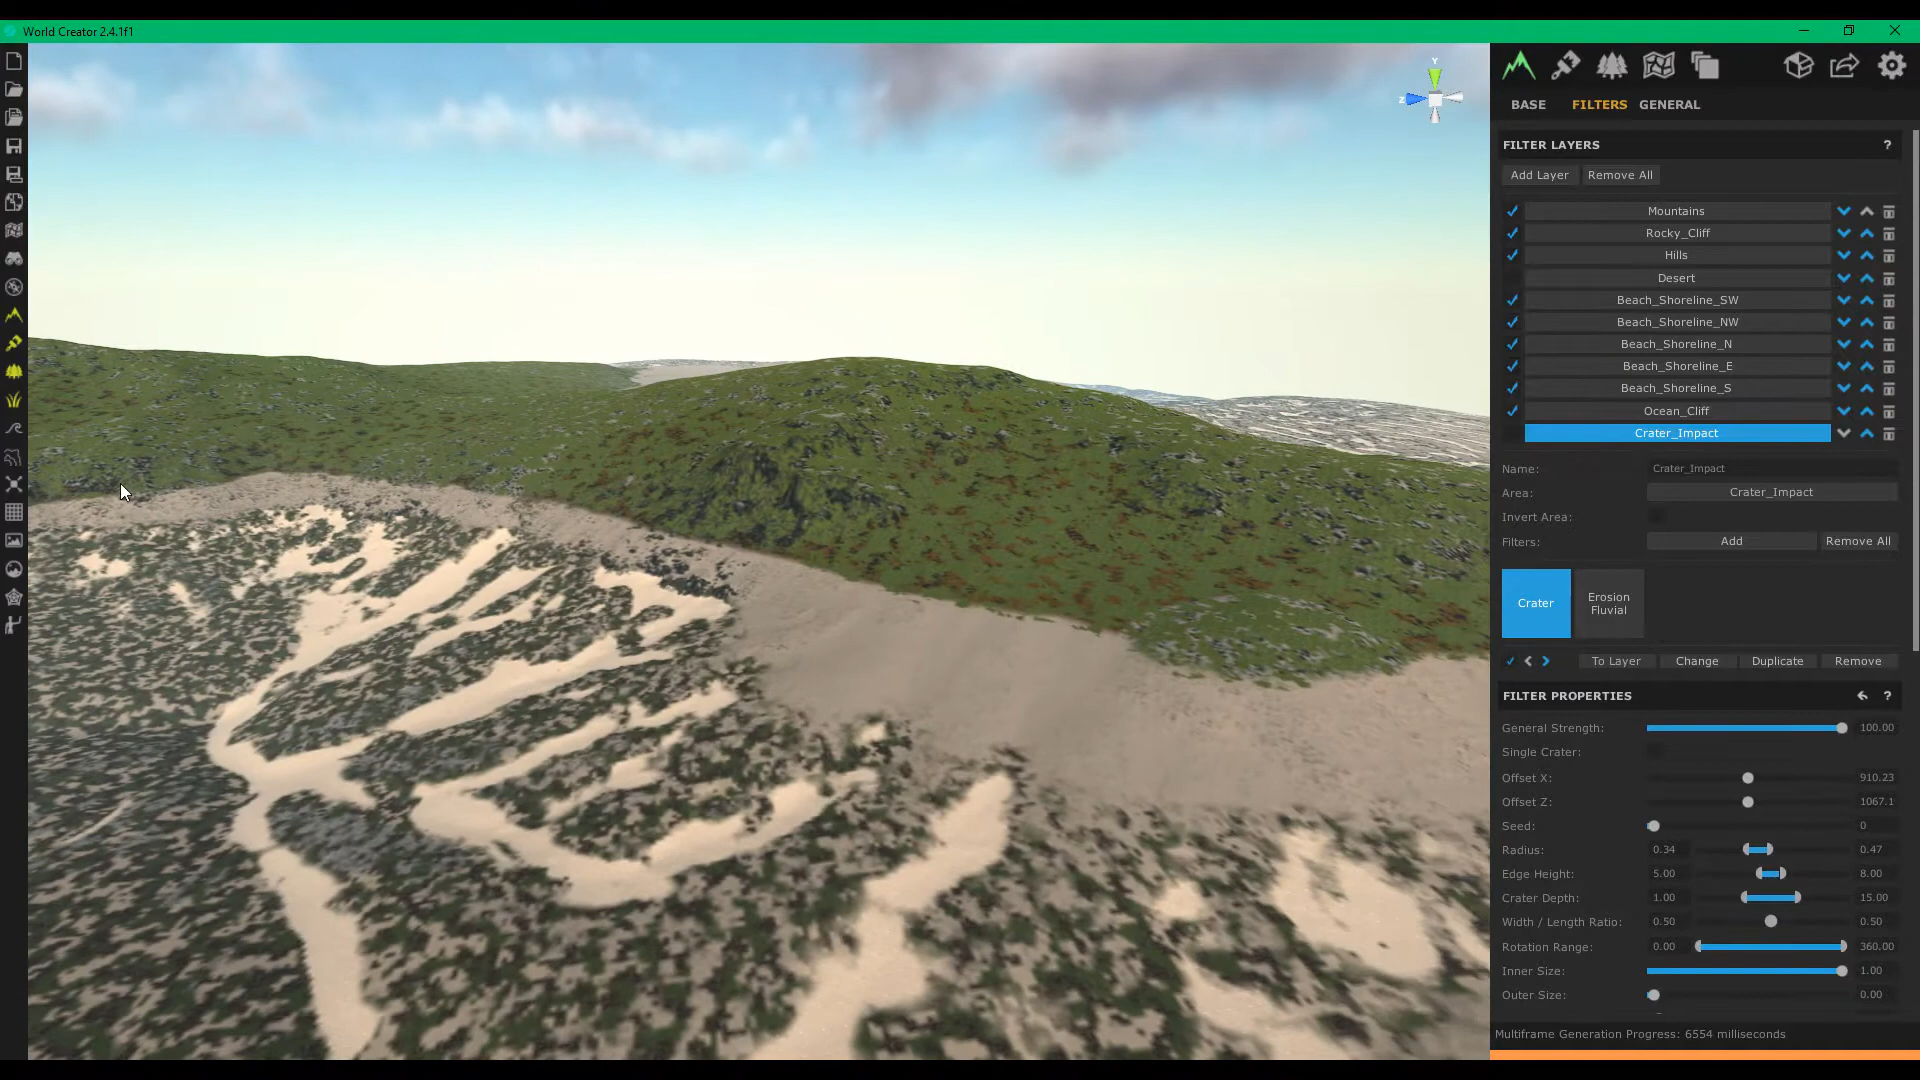 World Creator 2.4.1f1
Y
Z
BASE FILTERS GENERAL
FILTER LAYERS ?
Add Layer Remove All
Mountains
Rocky_Cliff
Hills
Desert
Beach_Shoreline_SW
Beach_Shoreline_NW
Beach_Shoreline_N
Beach_Shoreline_E
Beach_Shoreline_S
Ocean_Cliff
Crater_Impact
Name: Crater_Impact
Area: Crater_Impact
Invert Area:
Filters: Add Remove All
Crater
Erosion
Fluvial
To Layer Change Duplicate Remove
FILTER PROPERTIES ?
General Strength: 100.00
Single Crater:
Offset X: 910.23
Offset Z: 1067.1
Seed: 0
Radius: 0.34 0.47
Edge Height: 5.00 8.00
Crater Depth: 1.00 15.00
Width / Length Ratio: 0.50 0.50
Rotation Range: 0.00 360.00
Inner Size: 1.00
Outer Size: 0.00
Multiframe Generation Progress: 6554 milliseconds